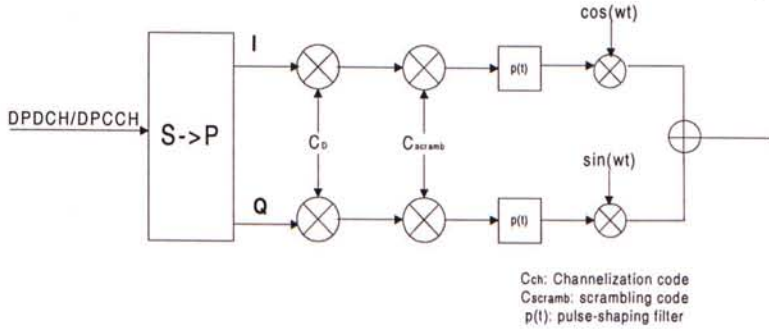 cos(wt)
I
p(t)
DPDCH/DPCCH
S->P
CD
Cscramb
sin(wt)
Q
p(t)
Cch: Channelization code
Cscramb: scrambling code
p(t): pulse-shaping filter